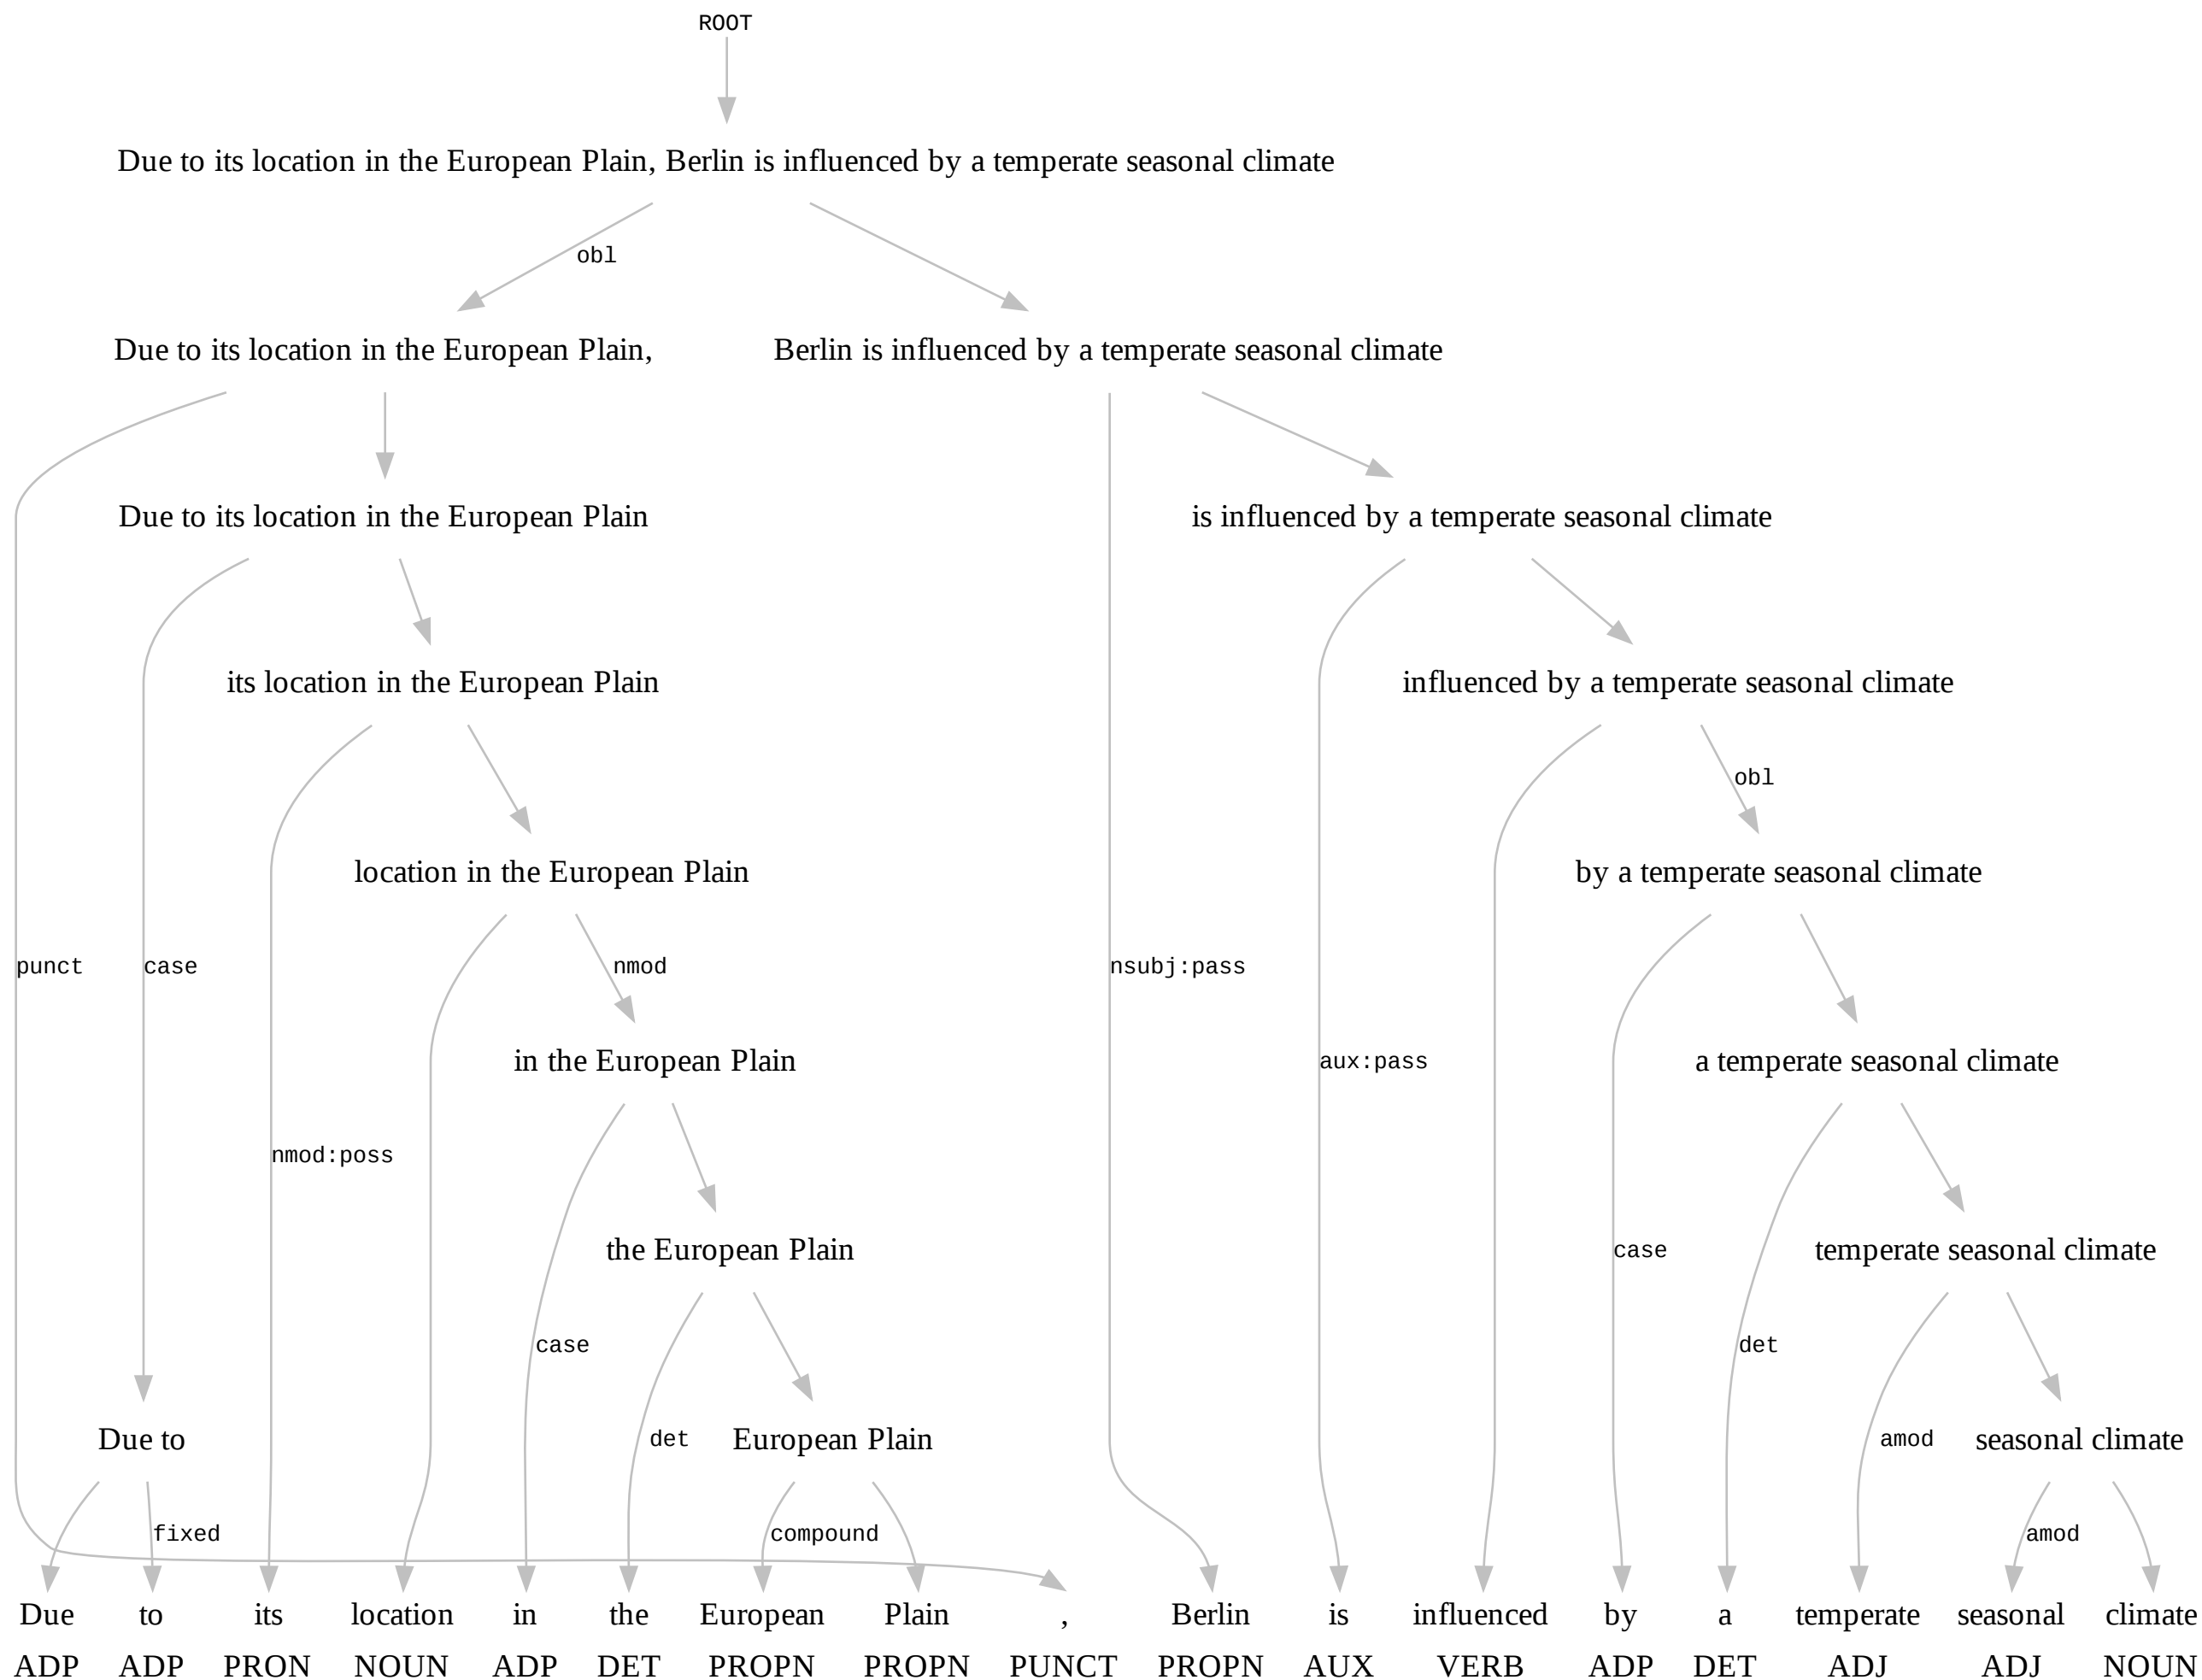 ROOT
Due to its location in the European Plain, Berlin is influenced by a temperate seasonal climate
obl
Due to its location in the European Plain,
Berlin is influenced by a temperate seasonal climate
Due to its location in the European Plain
is influenced by a temperate seasonal climate
its location in the European Plain
influenced by a temperate seasonal climate
obl
location in the European Plain
by a temperate seasonal climate
punct
case
nmod
nsubj:pass
in the European Plain
aux:pass
a temperate seasonal climate
nmod:poss
the European Plain
case
temperate seasonal climate
case
det
Due to
det
European Plain
amod
seasonal climate
fixed
compound
amod
Due to its location in the European Plain , Berlin is influenced by a temperate seasonal climate
ADP ADP PRON NOUN ADP DET PROPN PROPN PUNCT PROPN AUX VERB ADP DET ADJ ADJ NOUN